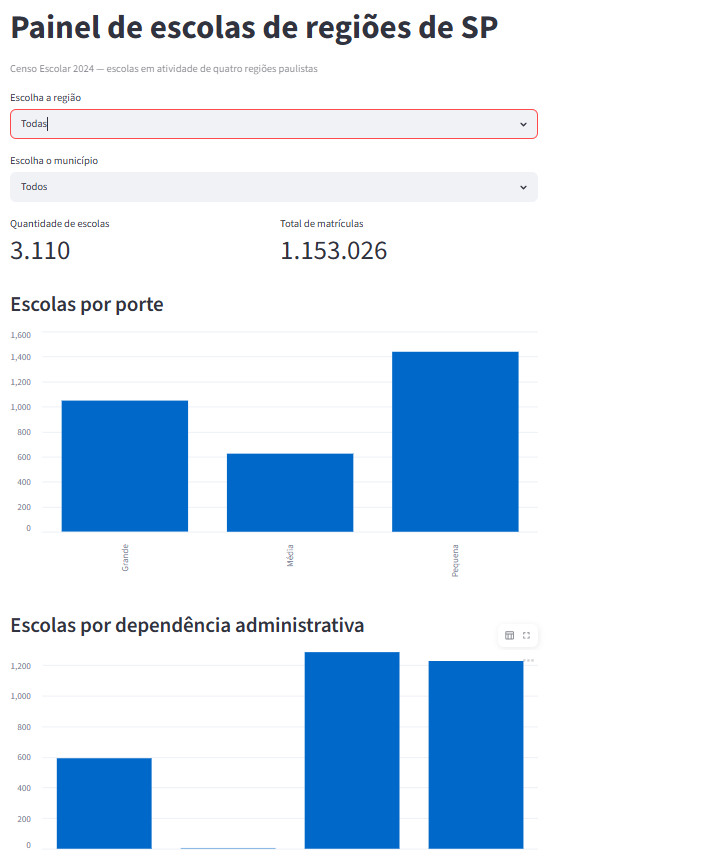 Painel de escolas de regiões de SP
Censo Escolar 2024 — escolas em atividade de quatro regiões paulistas
Escolha a região
Todas
Escolha o município
Todos
Quantidade de escolas
Total de matrículas
3.110
1.153.026
Escolas por porte
1,600
1,400
1,200
1,000
800
600
400
200
0
Grande
Média
Pequena
Escolas por dependência administrativa
1,200
1,000
800
600
400
200
0